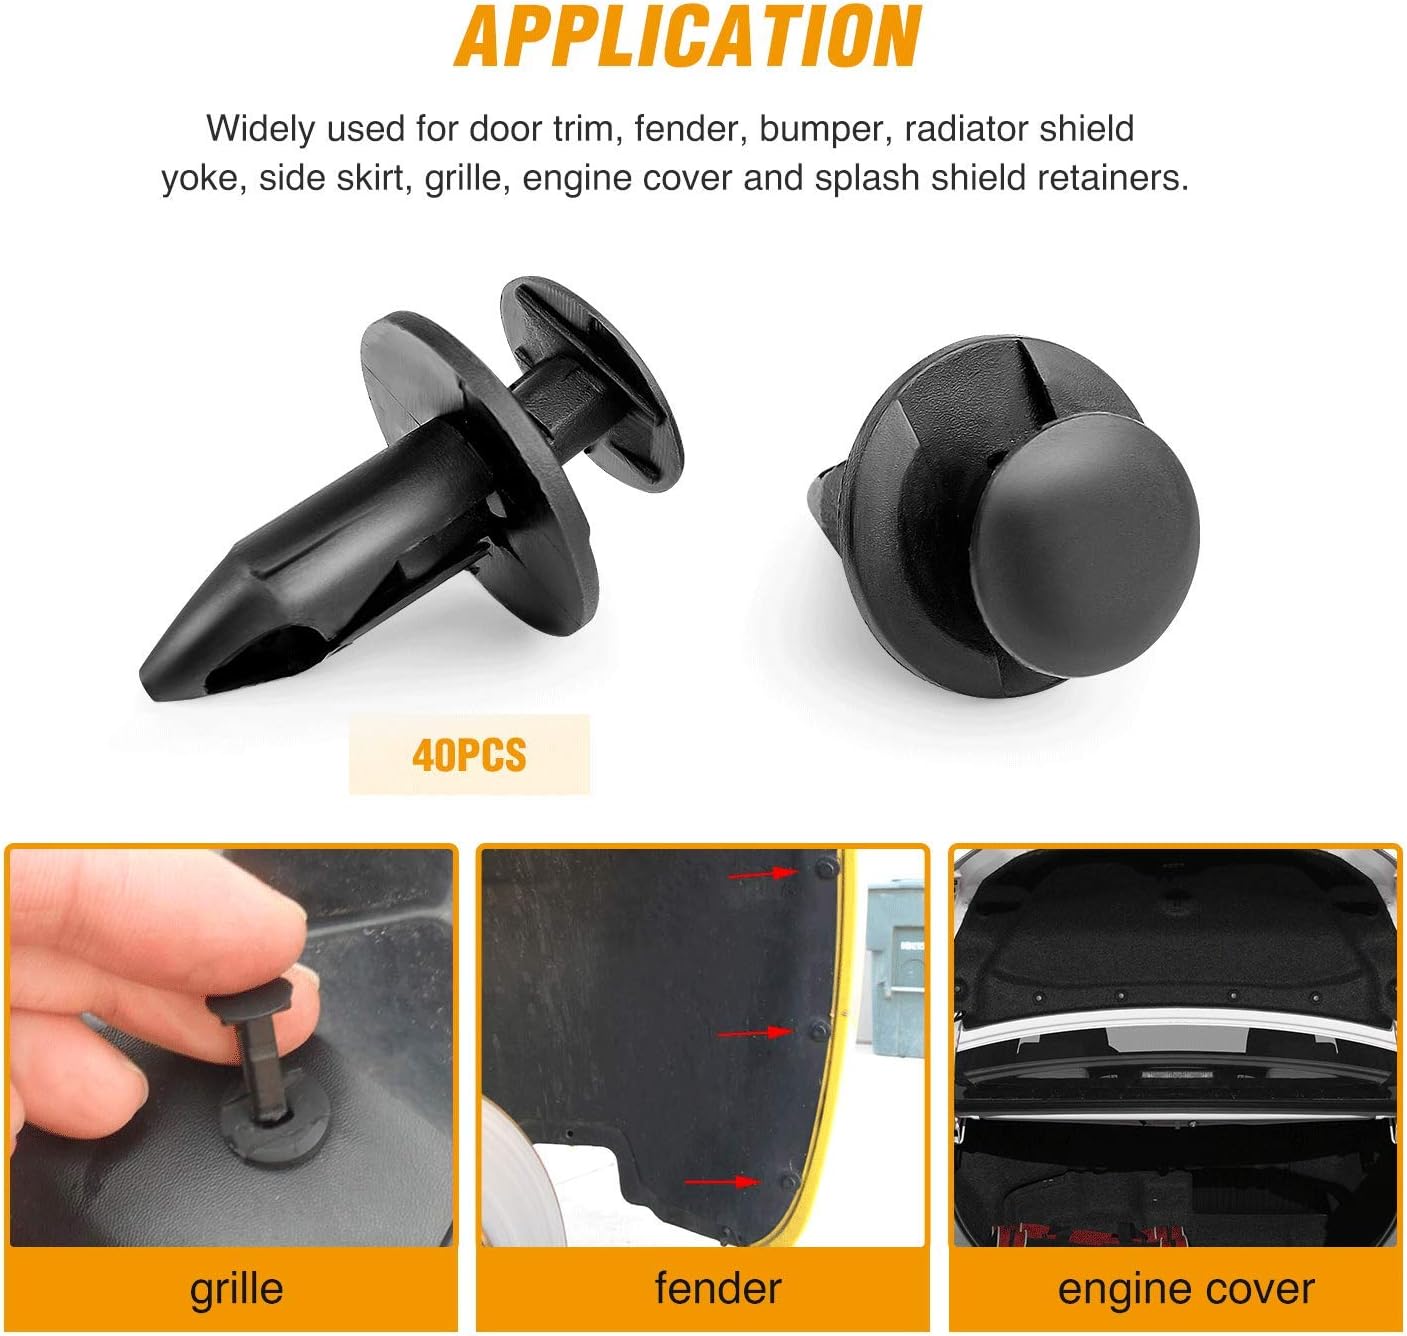 APPLICATION
Widely used for door trim, fender, bumper, radiator shield
yoke, side skirt, grille, engine cover and splash shield retainers.
40PCS
grille
fender
engine cover